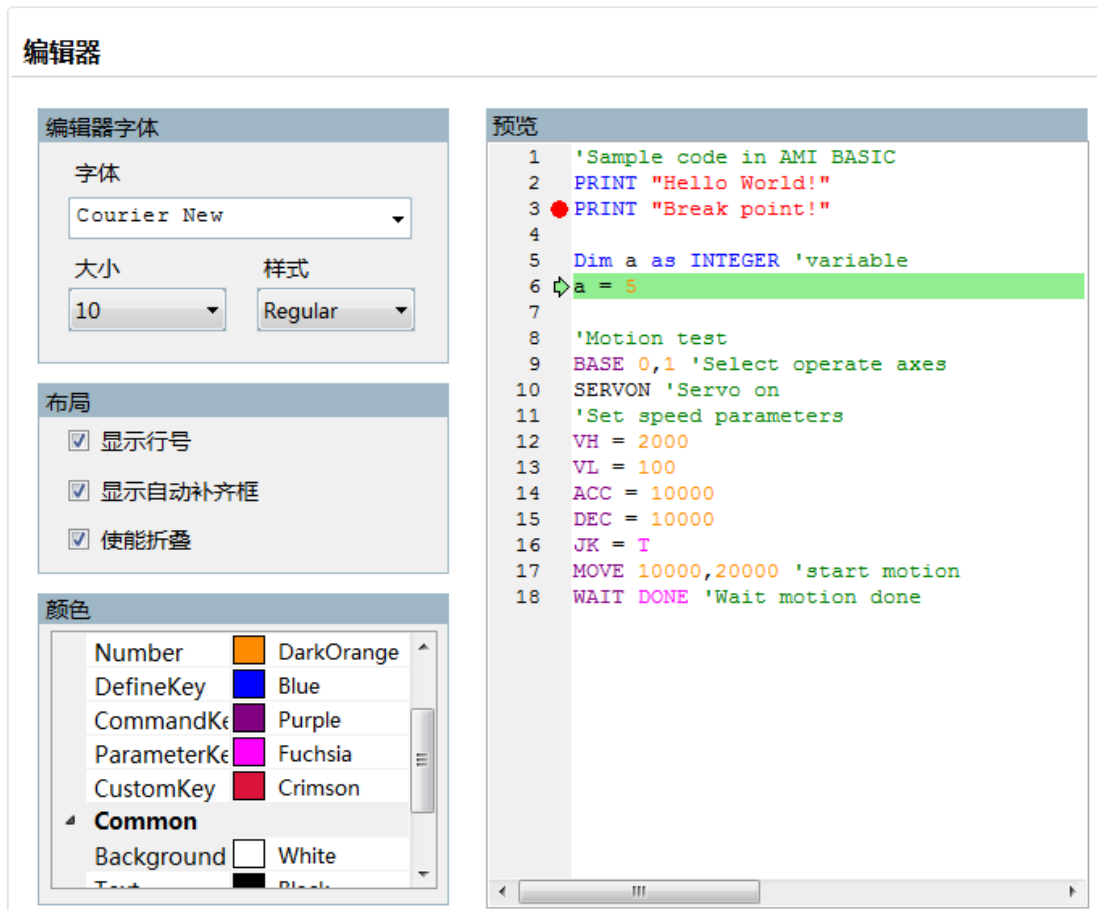 编辑器
编辑器字体
字体
Courier New
大小
样式
10
Regular
布局
显示行号
显示自动补齐框
使能折叠
颜色
Number DarkOrange
DefineKey Blue
CommandKe Purple
ParameterKe Fuchsia
CustomKey Crimson
Common
Background White
预览
1 'Sample code in AMI BASIC
2 PRINT "Hello World!"
3 PRINT "Break point!"
4
5 Dim a as INTEGER 'variable
6 a = 5
7
8 'Motion test
9 BASE 0,1 'Select operate axes
10 SERVON 'Servo on
11 'Set speed parameters
12 VH = 2000
13 VL = 100
14 ACC = 10000
15 DEC = 10000
16 JK = T
17 MOVE 10000,20000 'start motion
18 WAIT DONE 'Wait motion done